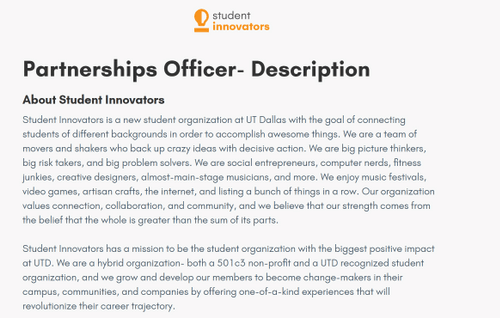 student
innovators
Partnerships Officer- Description
About Student Innovators
Student Innovators is a new student organization at UT Dallas with the goal of connecting
students of different backgrounds in order to accomplish awesome things. We are a team of
movers and shakers who back up crazy ideas with decisive action. We are big picture thinkers,
big risk takers, and big problem solvers. We are social entrepreneurs, computer nerds, fitness
junkies, creative designers, almost-main-stage musicians, and more. We enjoy music festivals,
video games, artisan crafts, the internet, and listing a bunch of things in a row. Our organization
values connection, collaboration, and community, and we believe that our strength comes from
the belief that the whole is greater than the sum of its parts.
Student Innovators has a mission to be the student organization with the biggest positive impact
at UTD. We are a hybrid organization- both a 501c3 non-profit and a UTD recognized student
organization, and we grow and develop our members to become change-makers in their
campus, communities, and companies by offering one-of-a-kind experiences that will
revolutionize their career trajectory.